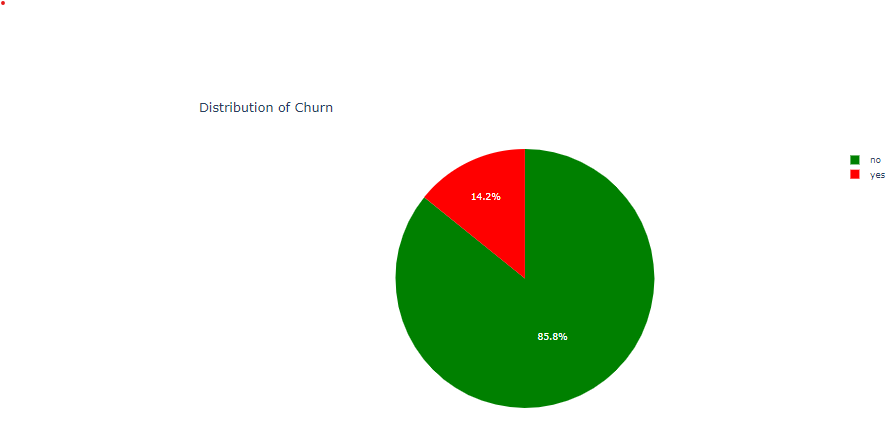 Distribution of Churn
no
yes
14.2%
85.8%